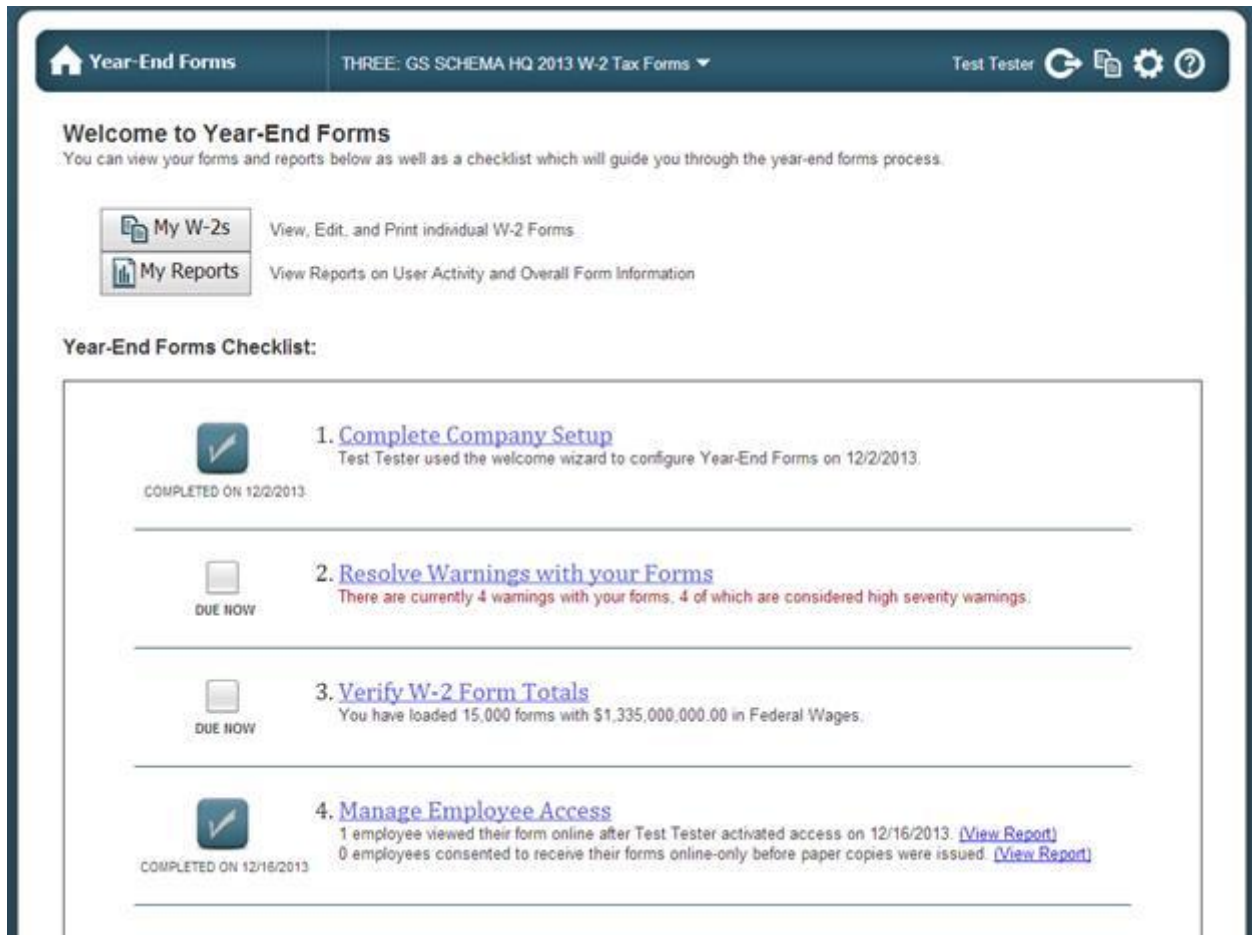 Year-End Forms
THREE: GS SCHEMA HQ 2013 W-2 Tax Forms
Test Tester
Welcome to Year-End Forms
You can view your forms and reports below as well as a checklist which will guide you through the year-end forms process.
My W-2s
View, Edit, and Print individual W-2 Forms
My Reports
View Reports on User Activity and Overall Form Information
Year-End Forms Checklist:
1. Complete Company Setup
Test Tester used the welcome wizard to configure Year-End Forms on 12/2/2013.
COMPLETED ON 12/2/2013
2. Resolve Warnings with your Forms
There are currently 4 warnings with your forms, 4 of which are considered high severity warnings.
DUE NOW
3. Verify W-2 Form Totals
You have loaded 15,000 forms with $1,335,000,000.00 in Federal Wages.
DUE NOW
4. Manage Employee Access
1 employee viewed their form online after Test Tester activated access on 12/16/2013. (View Report)
0 employees consented to receive their forms online-only before paper copies were issued. (View Report)
COMPLETED ON 12/16/2013